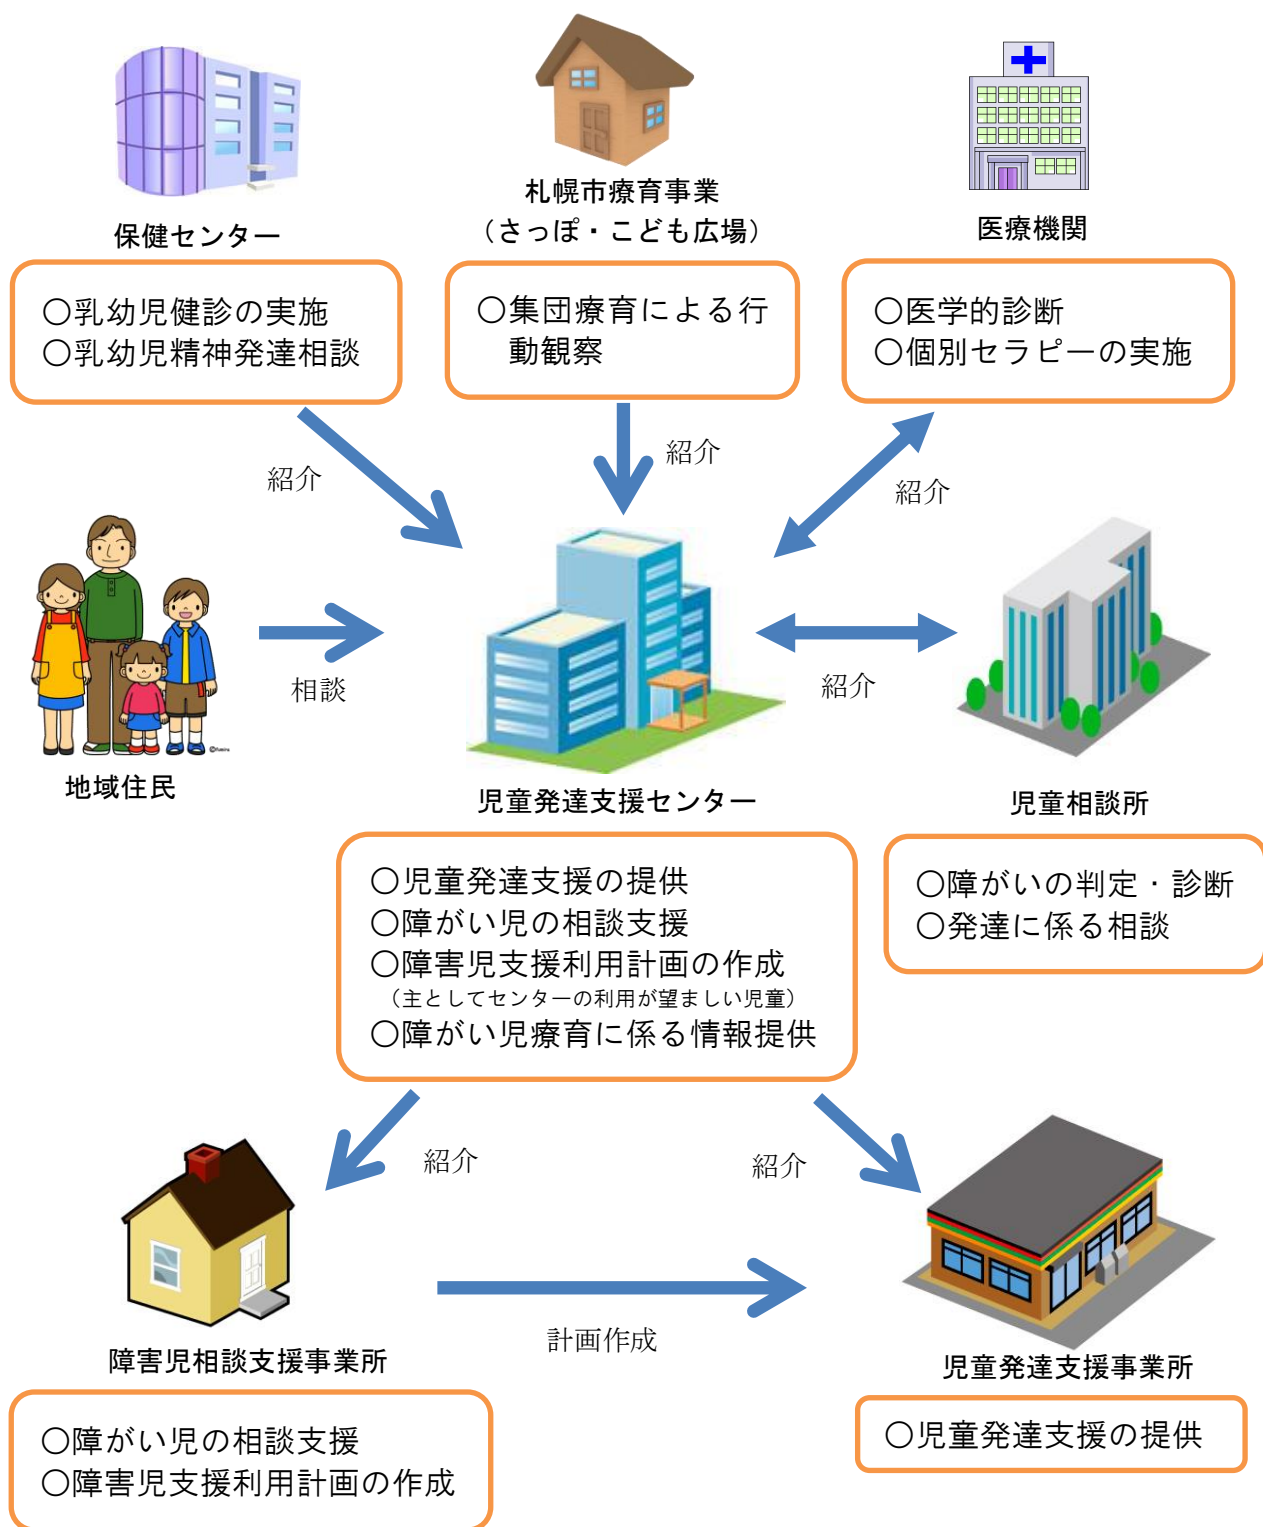 保健センター
○乳幼児健診の実施
○乳幼児精神発達相談
札幌市療育事業
（さっぽ・こども広場）
○集団療育による行
動観察
医療機関
○医学的診断
○個別セラピーの実施
紹介
紹介
紹介
地域住民
相談
児童発達支援センター
紹介
児童相談所
○児童発達支援の提供
○障がい児の相談支援
○障害児支援利用計画の作成
（主としてセンターの利用が望ましい児童）
○障がい児療育に係る情報提供
○障がいの判定・診断
○発達に係る相談
紹介
紹介
障害児相談支援事業所
計画作成
児童発達支援事業所
○障がい児の相談支援
○障害児支援利用計画の作成
○児童発達支援の提供